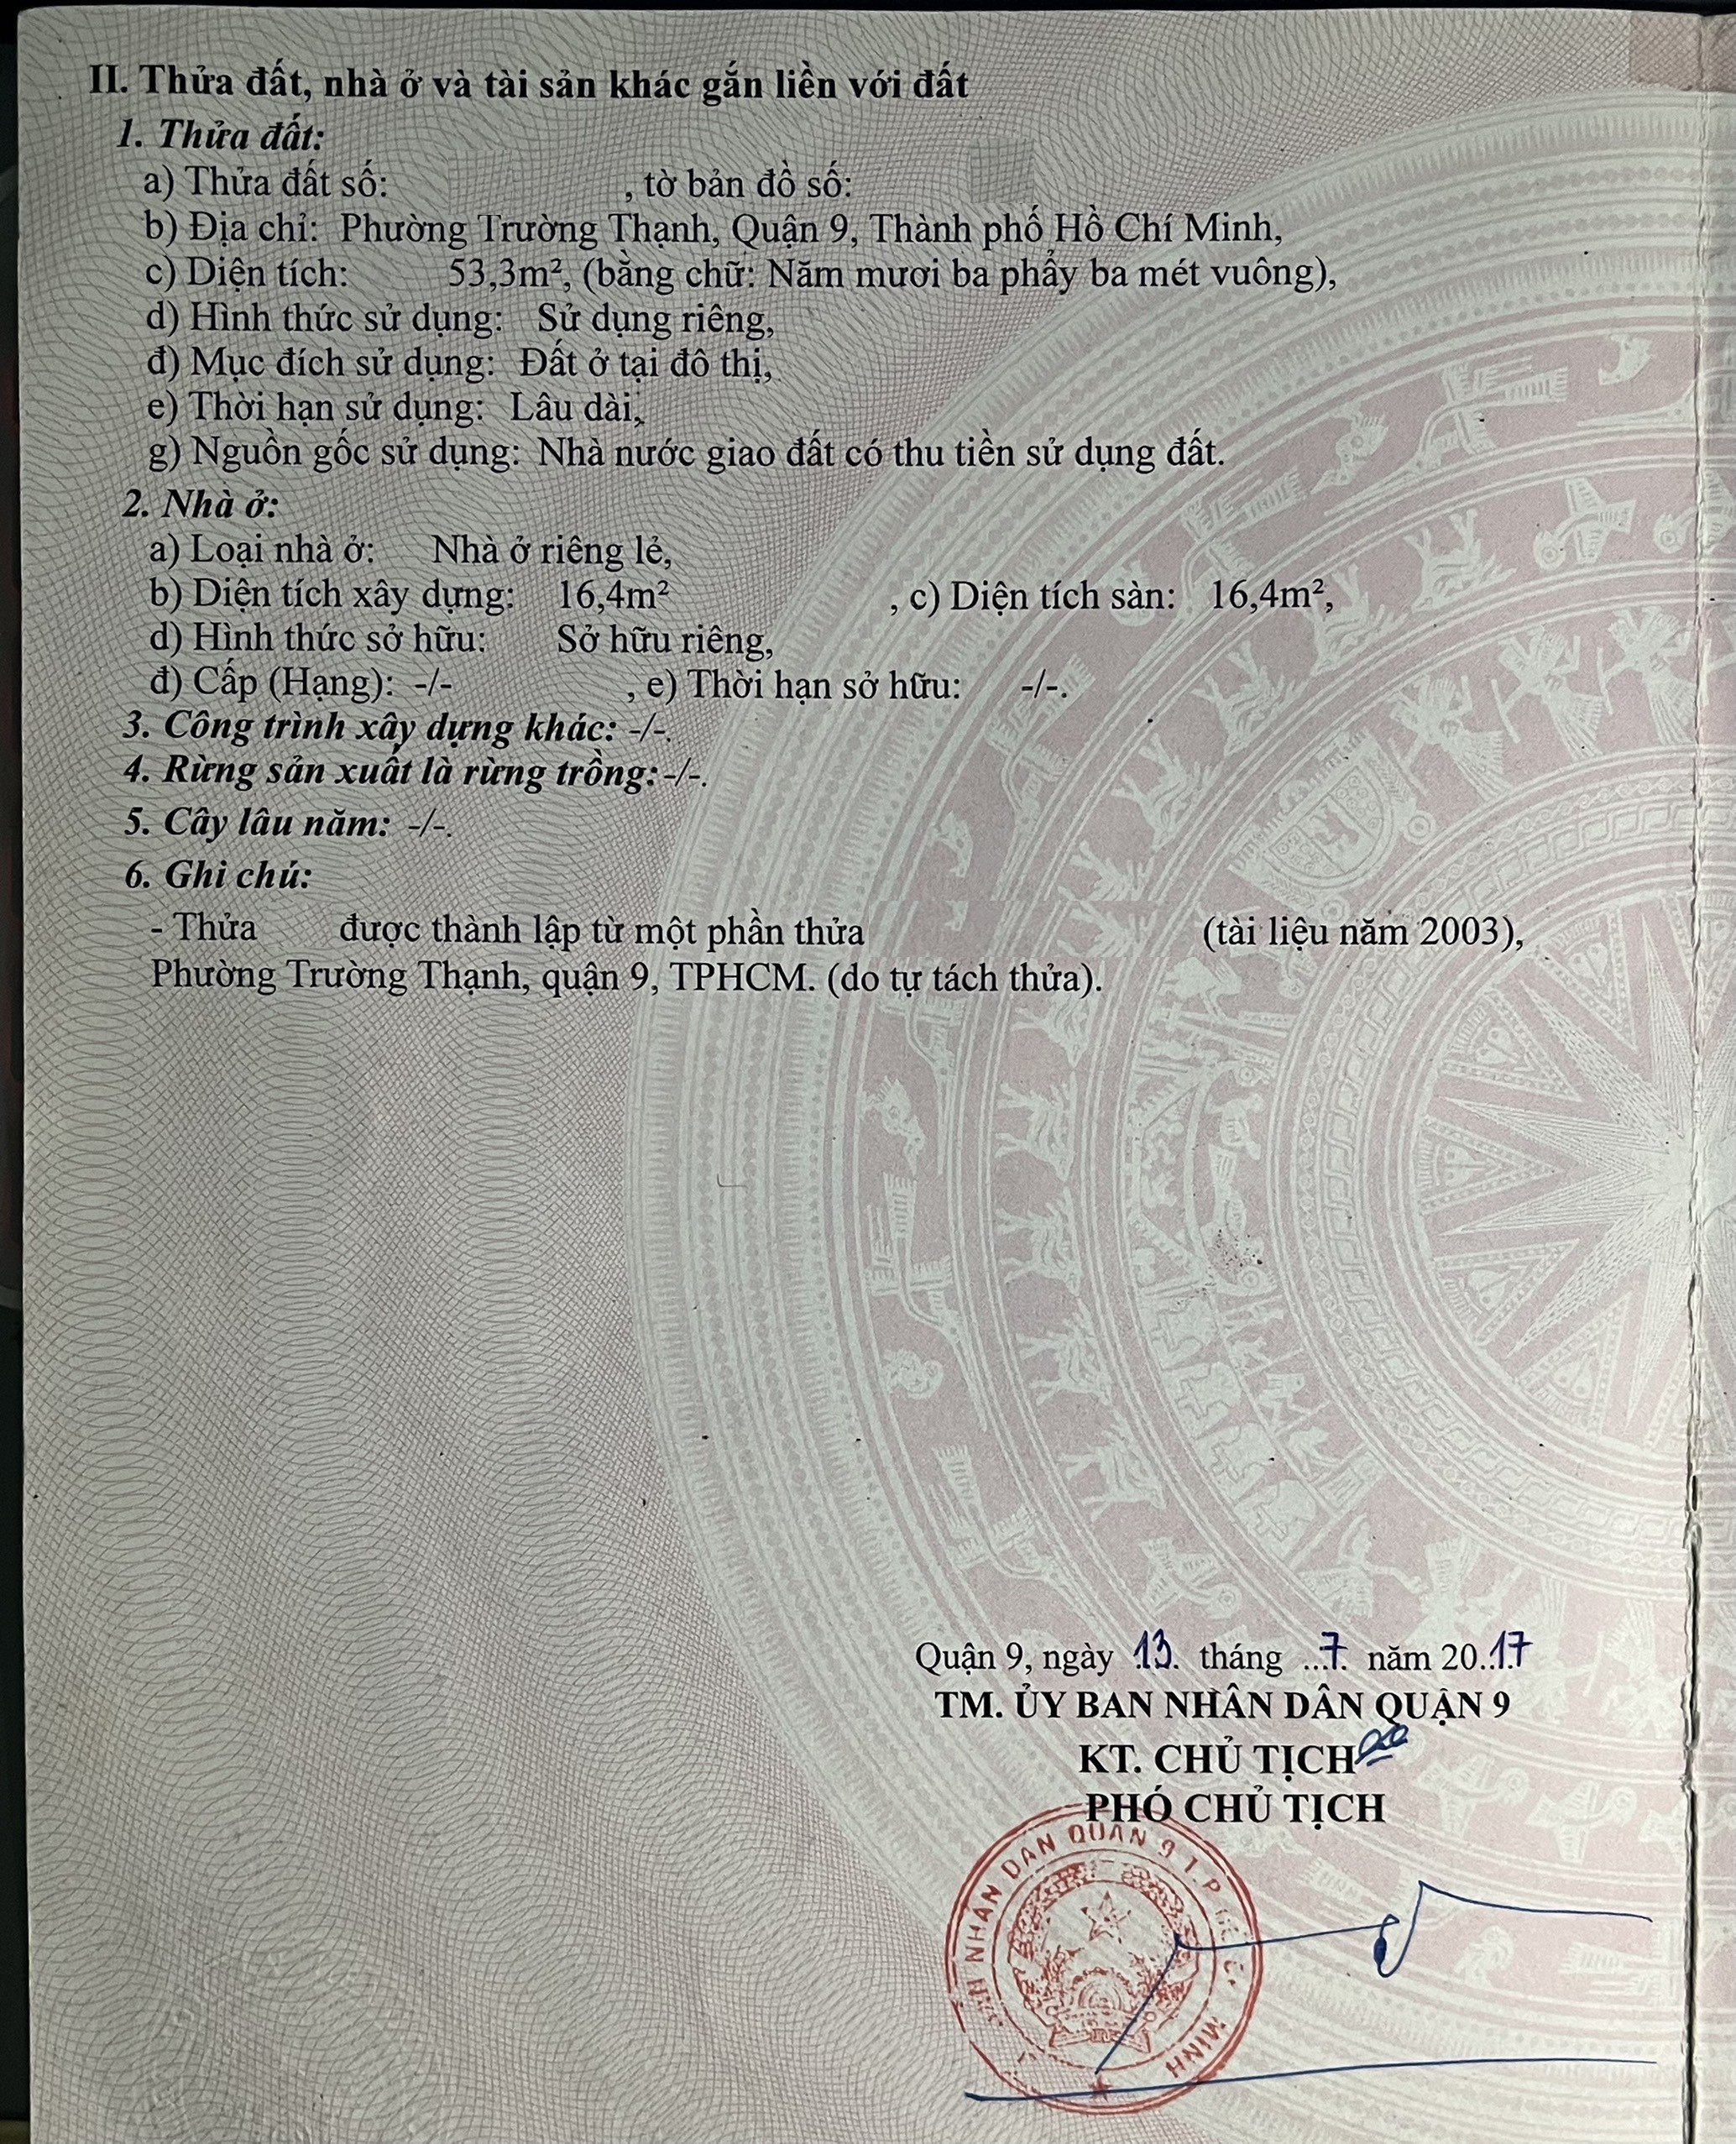 II. Thửa đất, nhà ở và tài sản khác gắn liền với đất
1. Thửa đất:
a) Thửa đất số: , tờ bản đồ số:
b) Địa chỉ: Phường Trường Thạnh, Quận 9, Thành phố Hồ Chí Minh,
c) Diện tích: 53,3m², (bằng chữ: Năm mươi ba phẩy ba mét vuông),
d) Hình thức sử dụng: Sử dụng riêng,
đ) Mục đích sử dụng: Đất ở tại đô thị,
e) Thời hạn sử dụng: Lâu dài,
g) Nguồn gốc sử dụng: Nhà nước giao đất có thu tiền sử dụng đất.
2. Nhà ở:
a) Loại nhà ở: Nhà ở riêng lẻ,
b) Diện tích xây dựng: 16,4m² , c) Diện tích sàn: 16,4m²,
d) Hình thức sở hữu: Sở hữu riêng,
đ) Cấp (Hạng): -/- , e) Thời hạn sở hữu: -/-.
3. Công trình xây dựng khác: -/-.
4. Rừng sản xuất là rừng trồng: -/-.
5. Cây lâu năm: -/-.
6. Ghi chú:
- Thửa được thành lập từ một phần thửa (tài liệu năm 2003),
Phường Trường Thạnh, quận 9, TPHCM. (do tự tách thửa).
Quận 9, ngày 13. tháng ...7. năm 20..17
TM. ỦY BAN NHÂN DÂN QUẬN 9
KT. CHỦ TỊCH
PHÓ CHỦ TỊCH
NHÂN DÂN QUẬN 9 T.P MINH